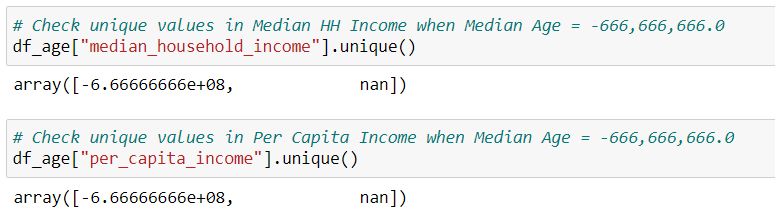 # Check unique values in Median HH Income when Median Age = -666,666,666.0
df_age["median_household_income"].unique()
array([-6.66666666e+08,             nan])
# Check unique values in Per Capita Income when Median Age = -666,666,666.0
df_age["per_capita_income"].unique()
array([-6.66666666e+08,             nan])